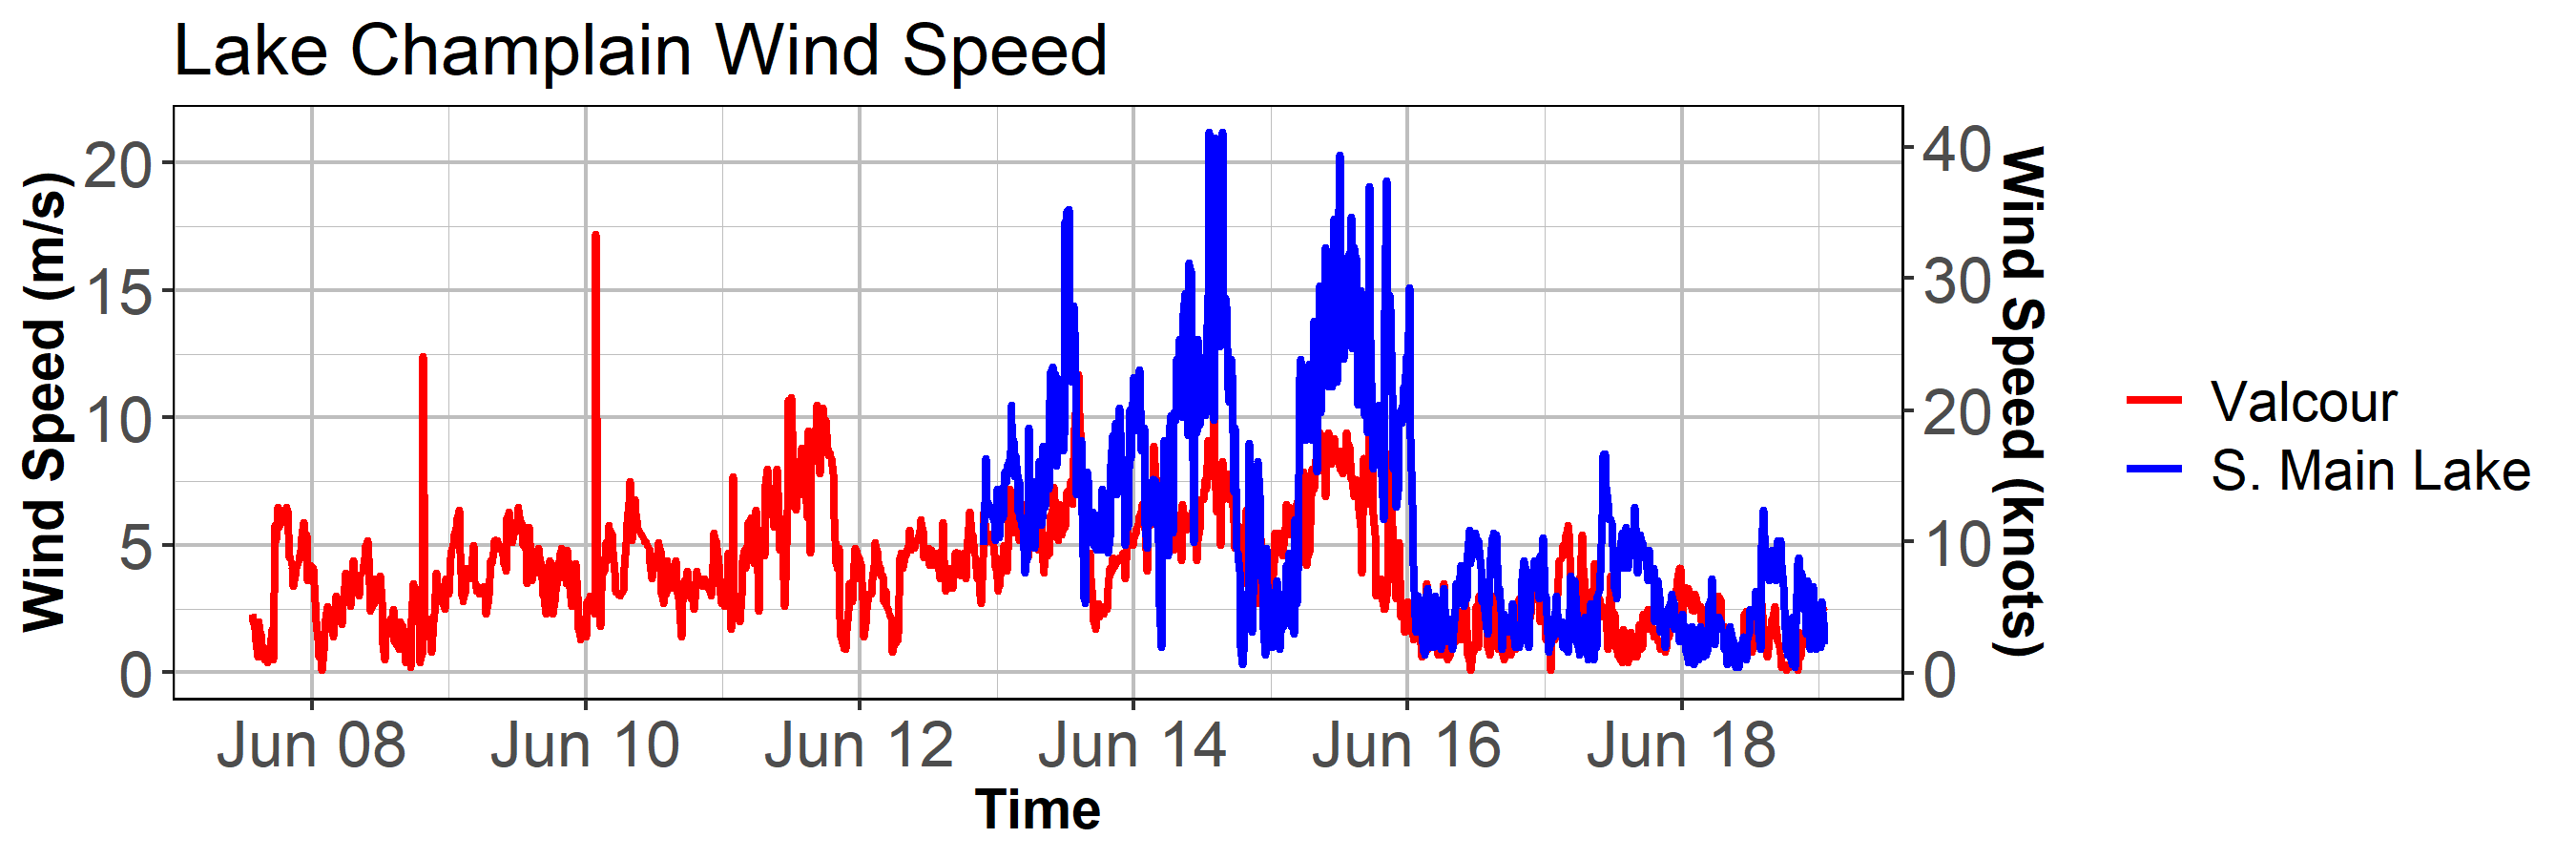 Lake Champlain Wind Speed
Wind Speed (m/s)
20
15
10
5
0
40
30
20
10
0
Wind Speed (knots)
Jun 08 Jun 10 Jun 12 Jun 14 Jun 16 Jun 18
Time
Valcour
S. Main Lake